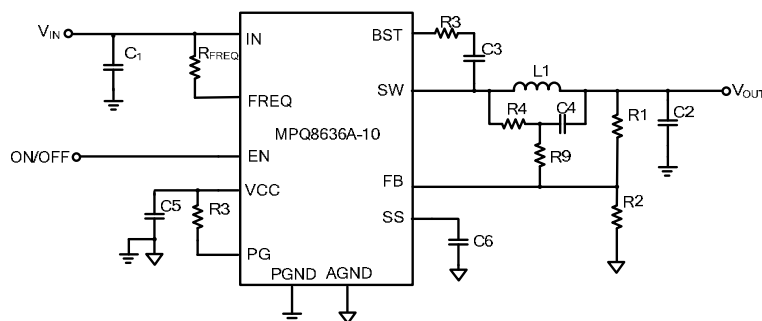 VIN
C1
RFREQ
IN
FREQ
MPQ8636A-10
ON/OFF
EN
VCC
C5
R3
PG
PGND
AGND
BST
R3
C3
SW
L1
R4
C4
R9
R1
C2
VOUT
FB
R2
SS
C6